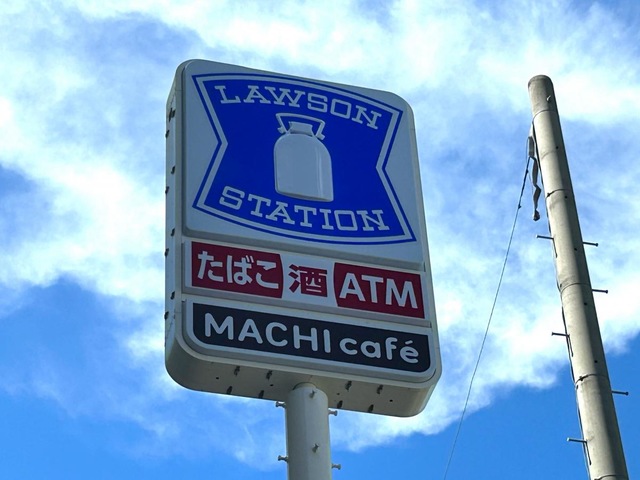 LAWSON
STATION
たばこ 酒 ATM
MACHI café